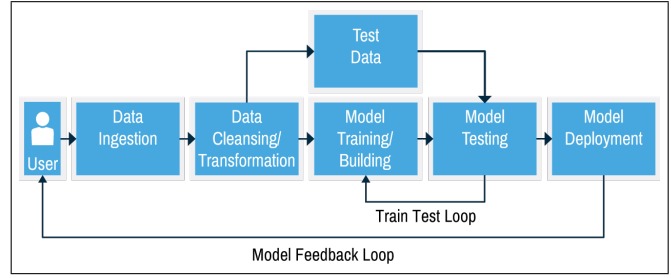 Test
Data
User
Data
Ingestion
Data
Cleansing/
Transformation
Model
Training/
Building
Model
Testing
Model
Deployment
Train Test Loop
Model Feedback Loop